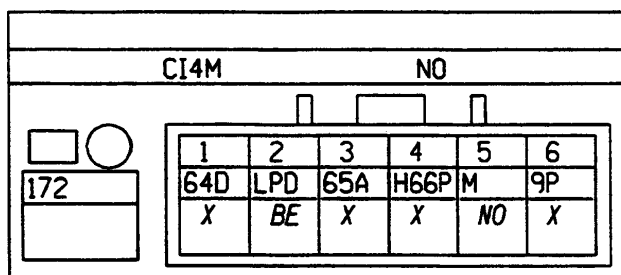 CI4M NO
1 2 3 4 5 6
172 64D LPD 65A H66P M 9P
X BE X X NO X